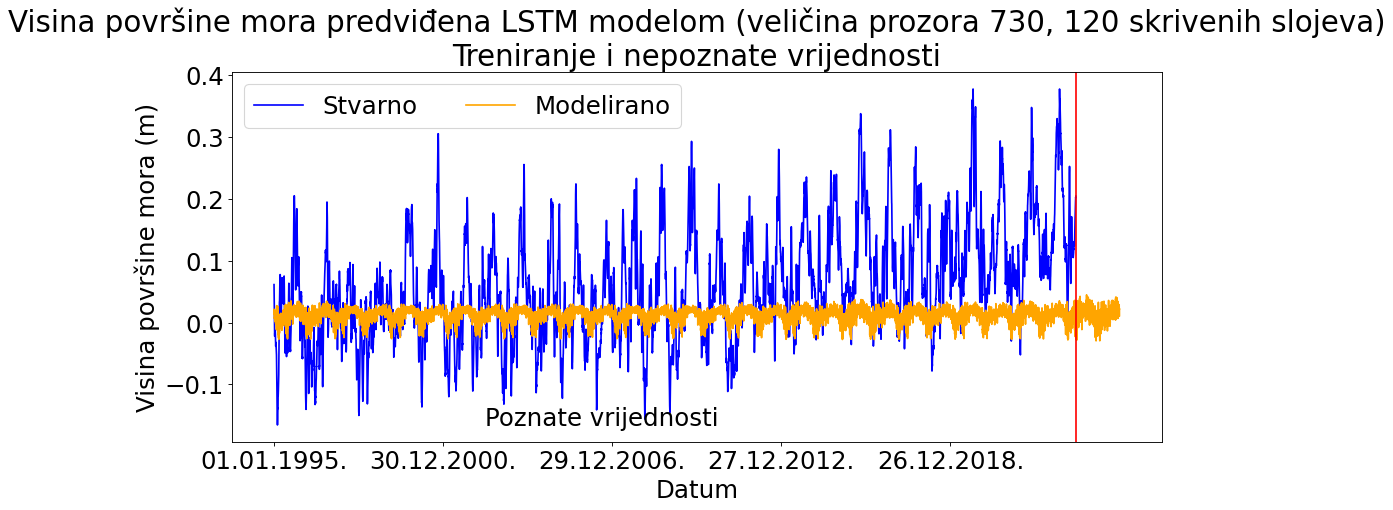 Visina površine mora predviđena LSTM modelom (veličina prozora 730, 120 skrivenih slojeva)
Treniranje i nepoznate vrijednosti
Stvarno
Modelirano
Visina površine mora (m)
0.4
0.3
0.2
0.1
0.0
−0.1
Poznate vrijednosti
01.01.1995. 30.12.2000. 29.12.2006. 27.12.2012. 26.12.2018.
Datum